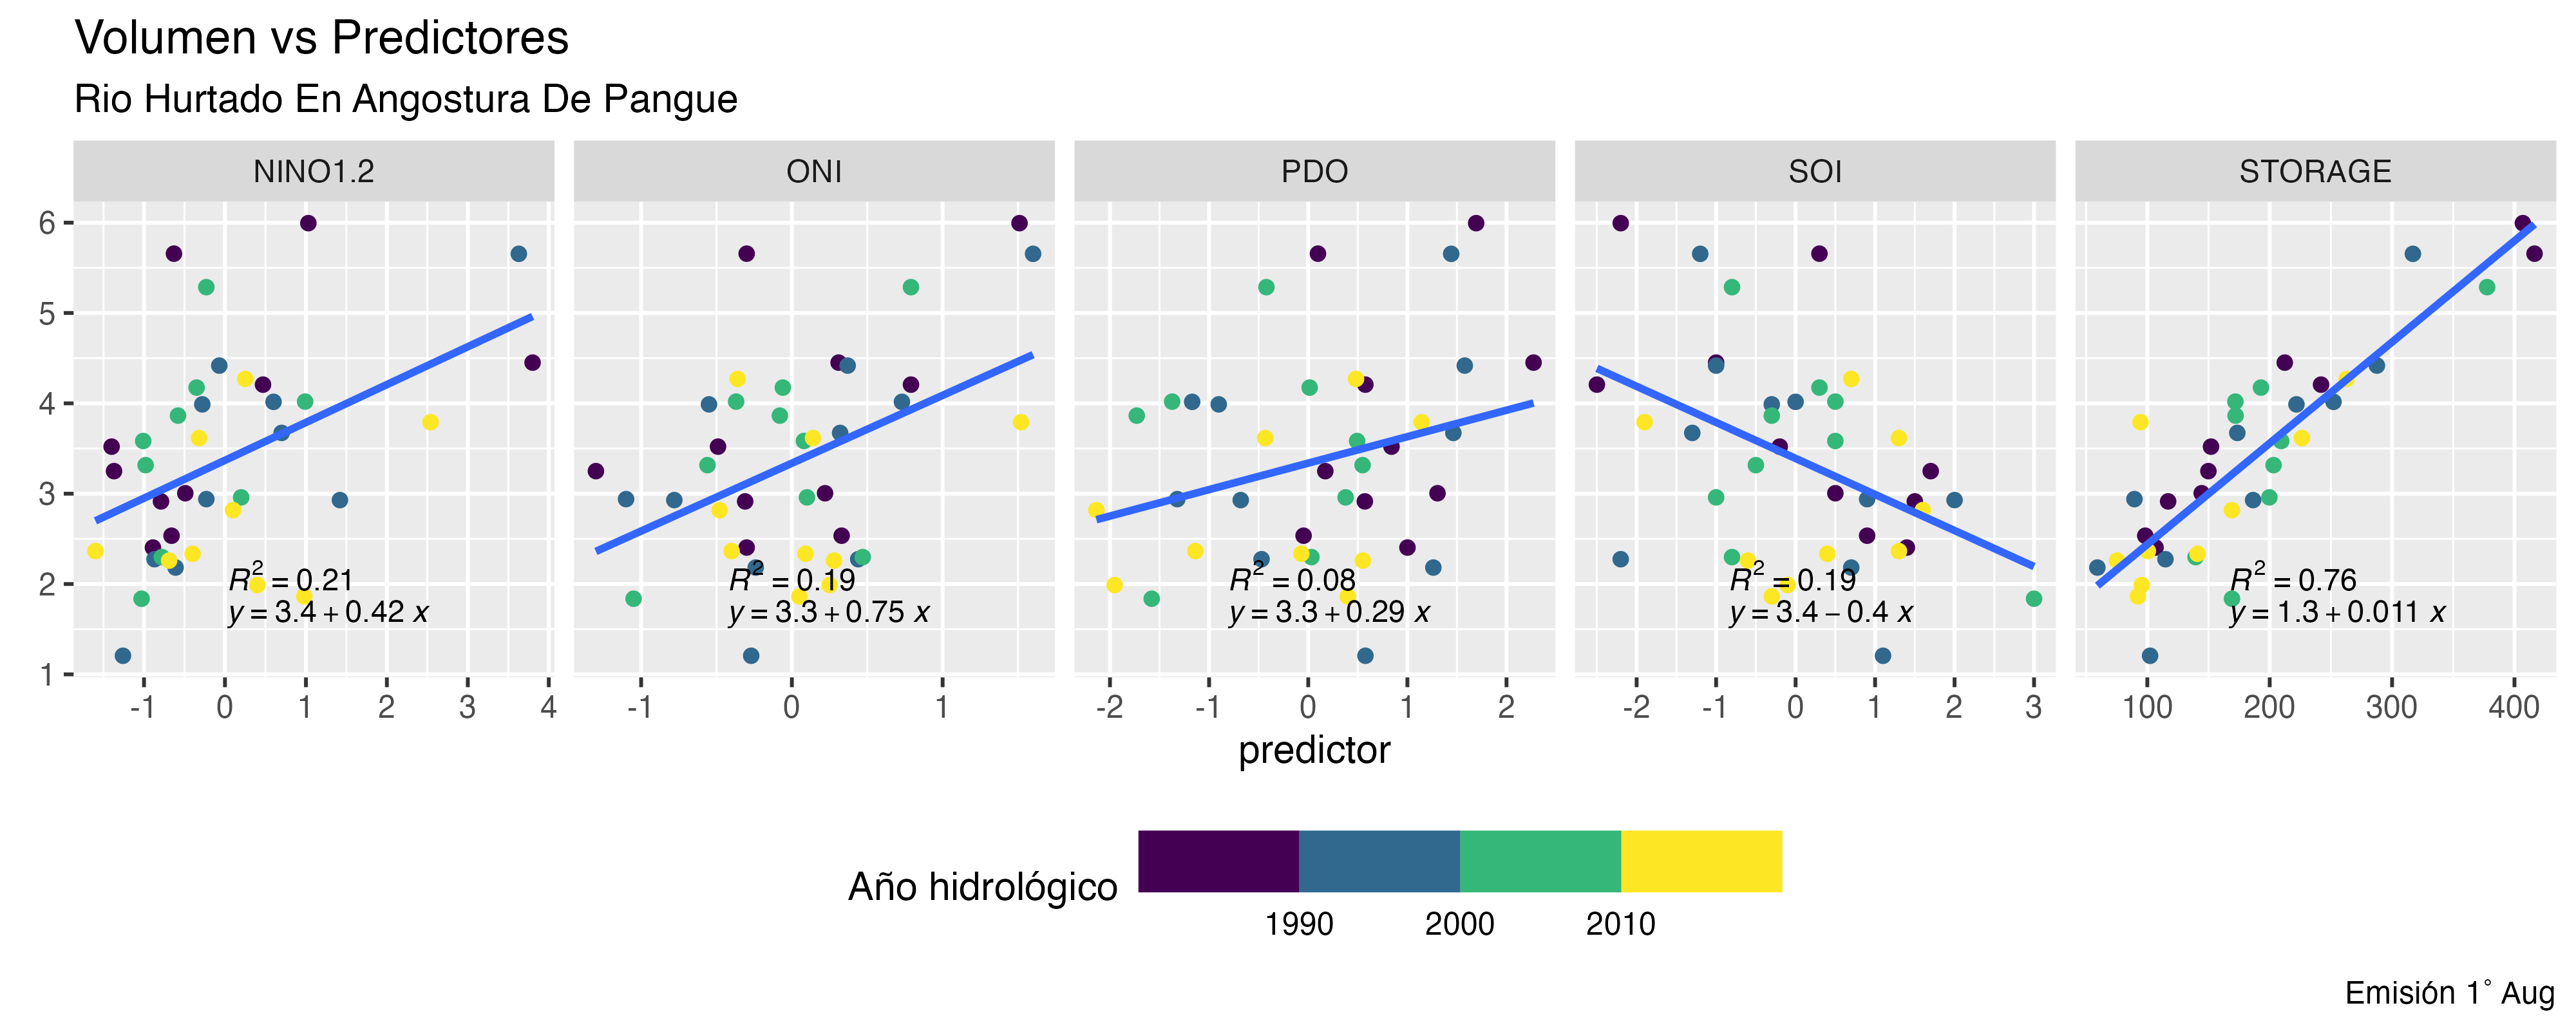 Volumen vs Predictores
Rio Hurtado En Angostura De Pangue
NINO1.2 ONI PDO SOI STORAGE
6
5
4
3
2
1
R² = 0.21
y = 3.4 + 0.42 x
R² = 0.19
y = 3.3 + 0.75 x
R² = 0.08
y = 3.3 + 0.29 x
R² = 0.19
y = 3.4 − 0.4 x
R² = 0.76
y = 1.3 + 0.011 x
-1 0 1 2 3 4 -1 0 1 -2 -1 0 1 2 -2 -1 0 1 2 3 100 200 300 400
predictor
Año hidrológico
1990 2000 2010
Emisión 1° Aug